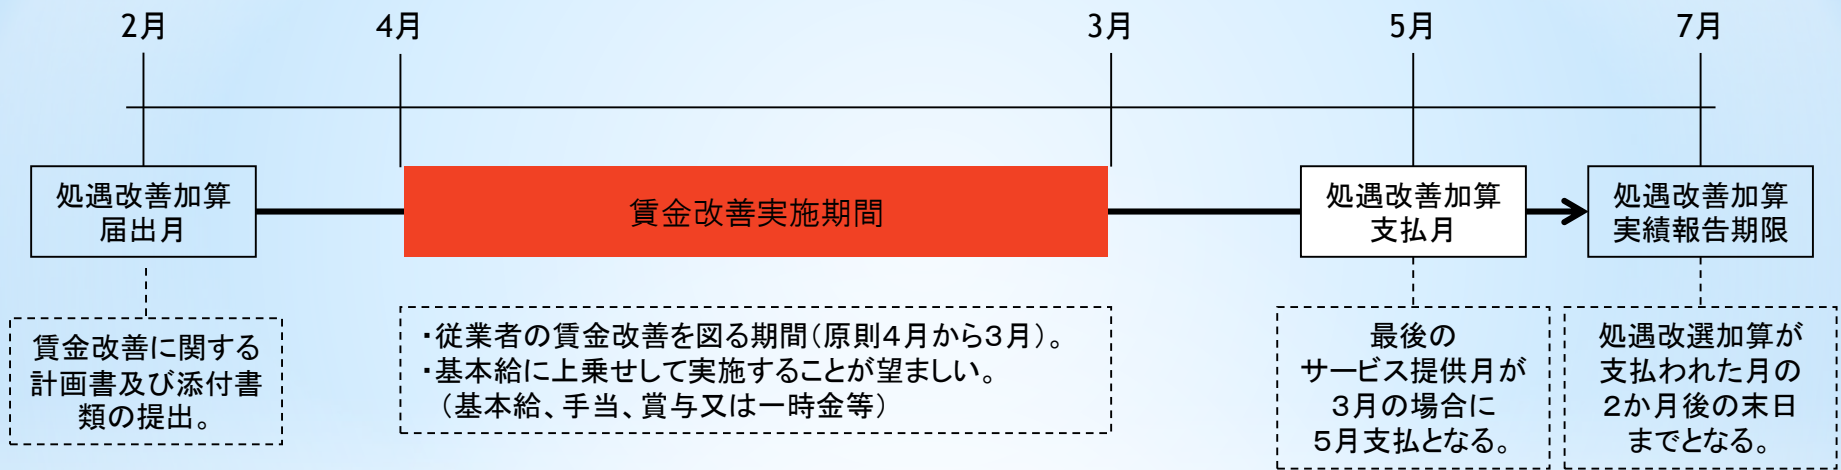 2月
4月
3月
5月
7月
処遇改善加算
届出月
賃金改善実施期間
処遇改善加算
支払月
処遇改善加算
実績報告期限
賃金改善に関する
計画書及び添付書
類の提出。
・従業者の賃金改善を図る期間(原則4月から3月)。
・基本給に上乗せして実施することが望ましい。
(基本給、手当、賞与又は一時金等)
最後の
サービス提供月が
3月の場合に
5月支払となる。
処遇改選加算が
支払われた月の
2か月後の末日
までとなる。